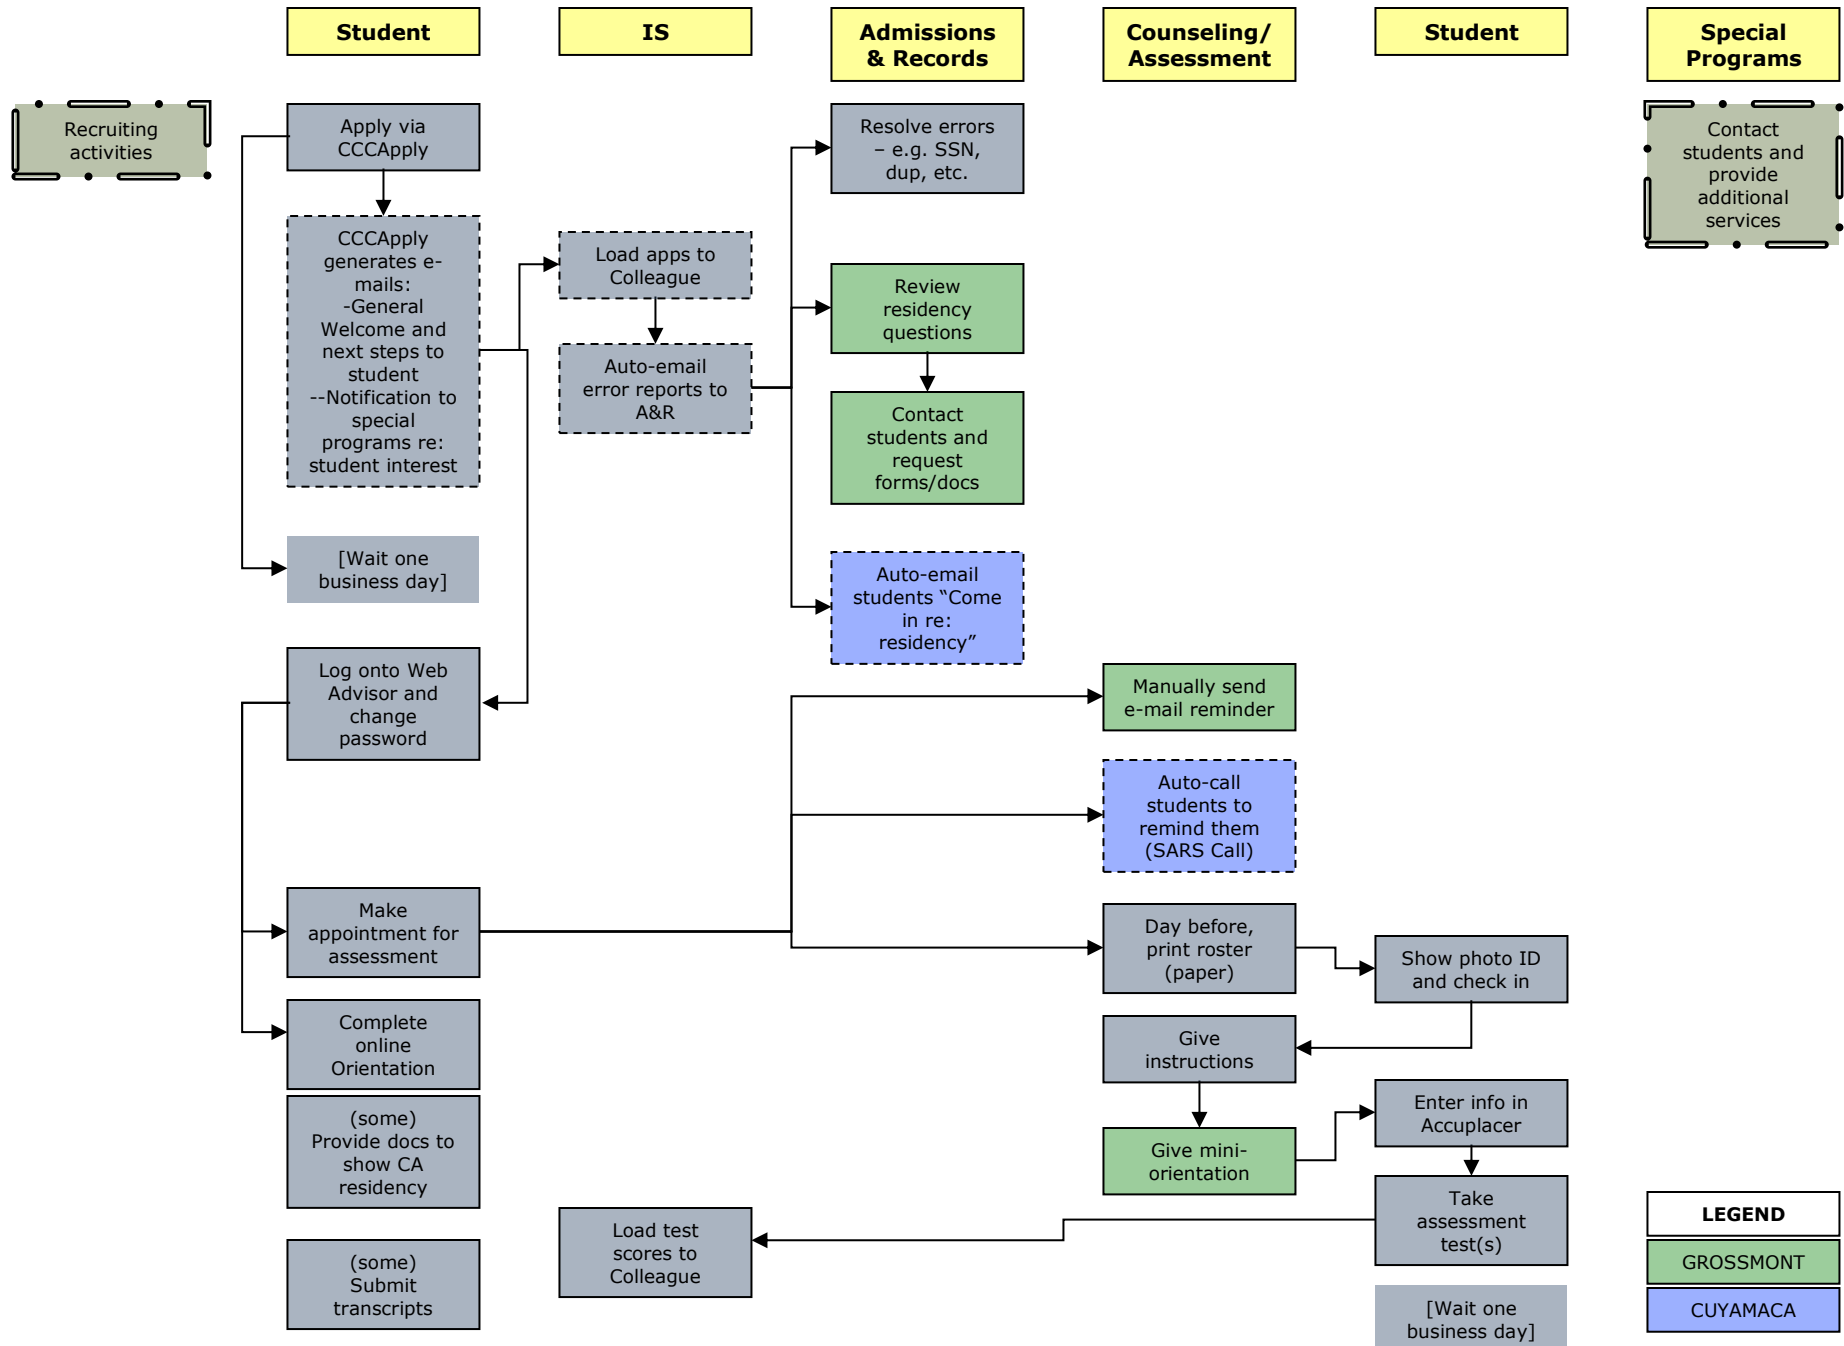 Student
IS
Admissions
& Records
Counseling/
Assessment
Student
Special
Programs
Recruiting
activities
Apply via
CCCApply
CCCApply
generates e-
mails:
-General
Welcome and
next steps to
student
--Notification to
special
programs re:
student interest
[Wait one
business day]
Log onto Web
Advisor and
change
password
Make
appointment for
assessment
Complete
online
Orientation
(some)
Provide docs to
show CA
residency
(some)
Submit
transcripts
Load apps to
Colleague
Auto-email
error reports to
A&R
Load test
scores to
Colleague
Resolve errors
– e.g. SSN,
dup, etc.
Review
residency
questions
Contact
students and
request
forms/docs
Auto-email
students “Come
in re:
residency”
Manually send
e-mail reminder
Auto-call
students to
remind them
(SARS Call)
Day before,
print roster
(paper)
Give
instructions
Give mini-
orientation
Show photo ID
and check in
Enter info in
Accuplacer
Take
assessment
test(s)
[Wait one
business day]
Contact
students and
provide
additional
services
LEGEND
GROSSMONT
CUYAMACA